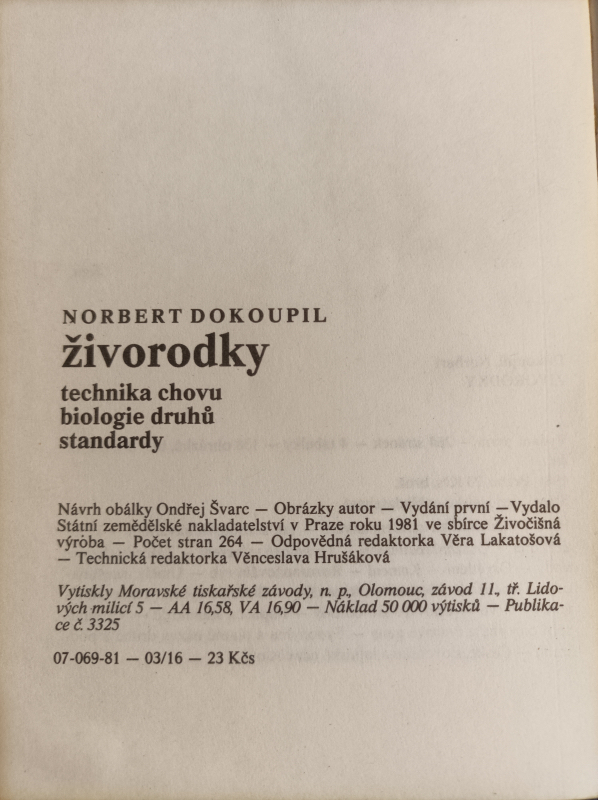 NORBERT DOKOUPIL
živorodky
technika chovu
biologie druhů
standardy
Návrh obálky Ondřej Švarc — Obrázky autor — Vydání první —Vydalo
Státní zemědělské nakladatelství v Praze roku 1981 ve sbírce Živočišná
výroba — Počet stran 264 — Odpovědná redaktorka Věra Lakatošová
— Technická redaktorka Věnceslava Hrušáková
Vytiskly Moravské tiskařské závody, n. p., Olomouc, závod 11., tř. Lido-
vých milicí 5 — AA 16,58, VA 16,90 — Náklad 50 000 výtisků — Publika-
ce č. 3325
07-069-81 — 03/16 — 23 Kčs